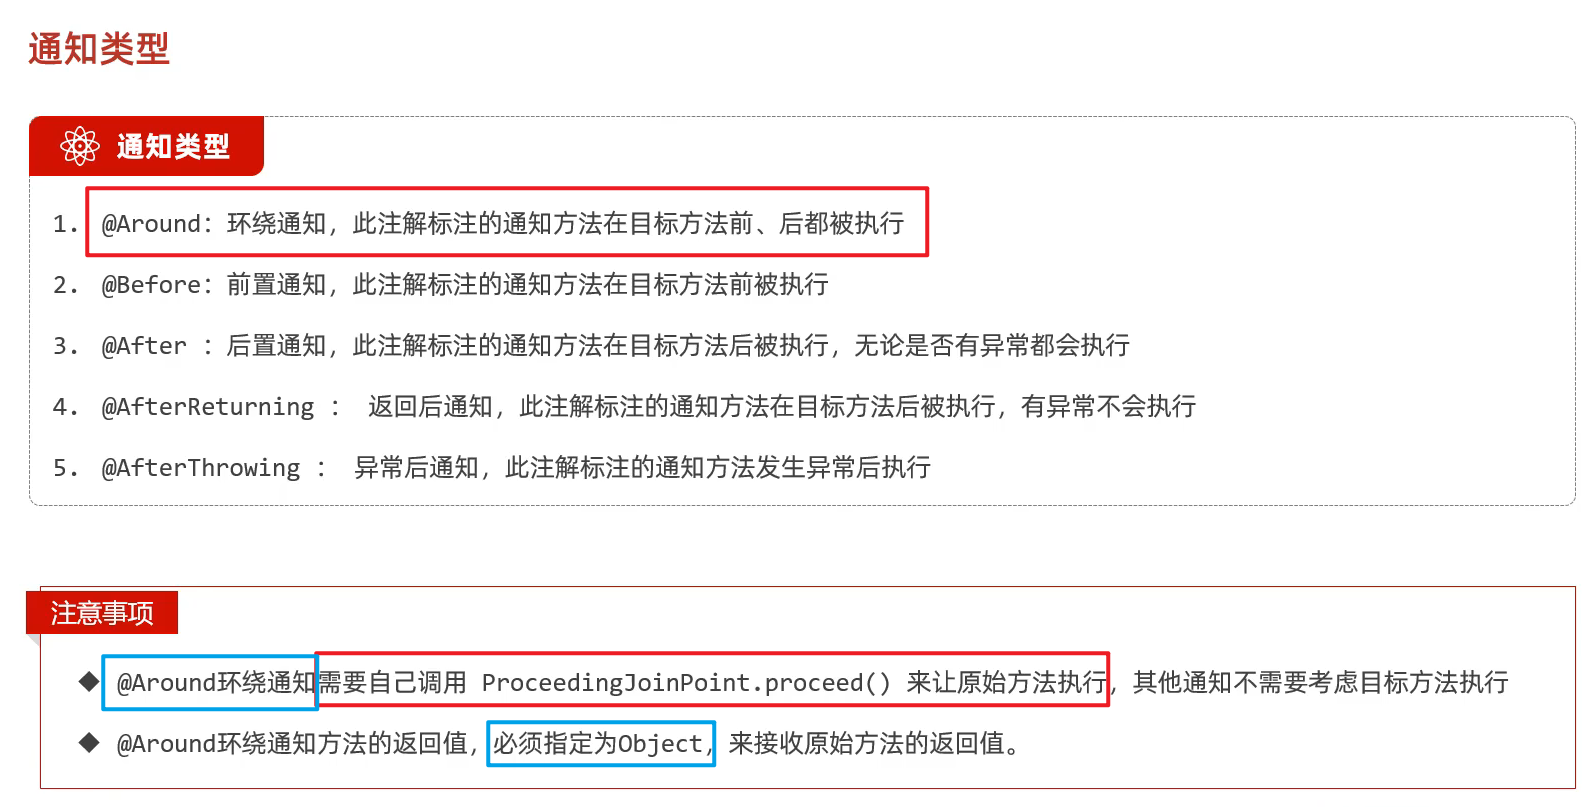 通知类型
通知类型
1. @Around：环绕通知，此注解标注的通知方法在目标方法前、后都被执行
2. @Before：前置通知，此注解标注的通知方法在目标方法前被执行
3. @After ：后置通知，此注解标注的通知方法在目标方法后被执行，无论是否有异常都会执行
4. @AfterReturning ： 返回后通知，此注解标注的通知方法在目标方法后被执行，有异常不会执行
5. @AfterThrowing ： 异常后通知，此注解标注的通知方法发生异常后执行
注意事项
◆ @Around环绕通知需要自己调用 ProceedingJoinPoint.proceed() 来让原始方法执行，其他通知不需要考虑目标方法执行
◆ @Around环绕通知方法的返回值，必须指定为Object，来接收原始方法的返回值。